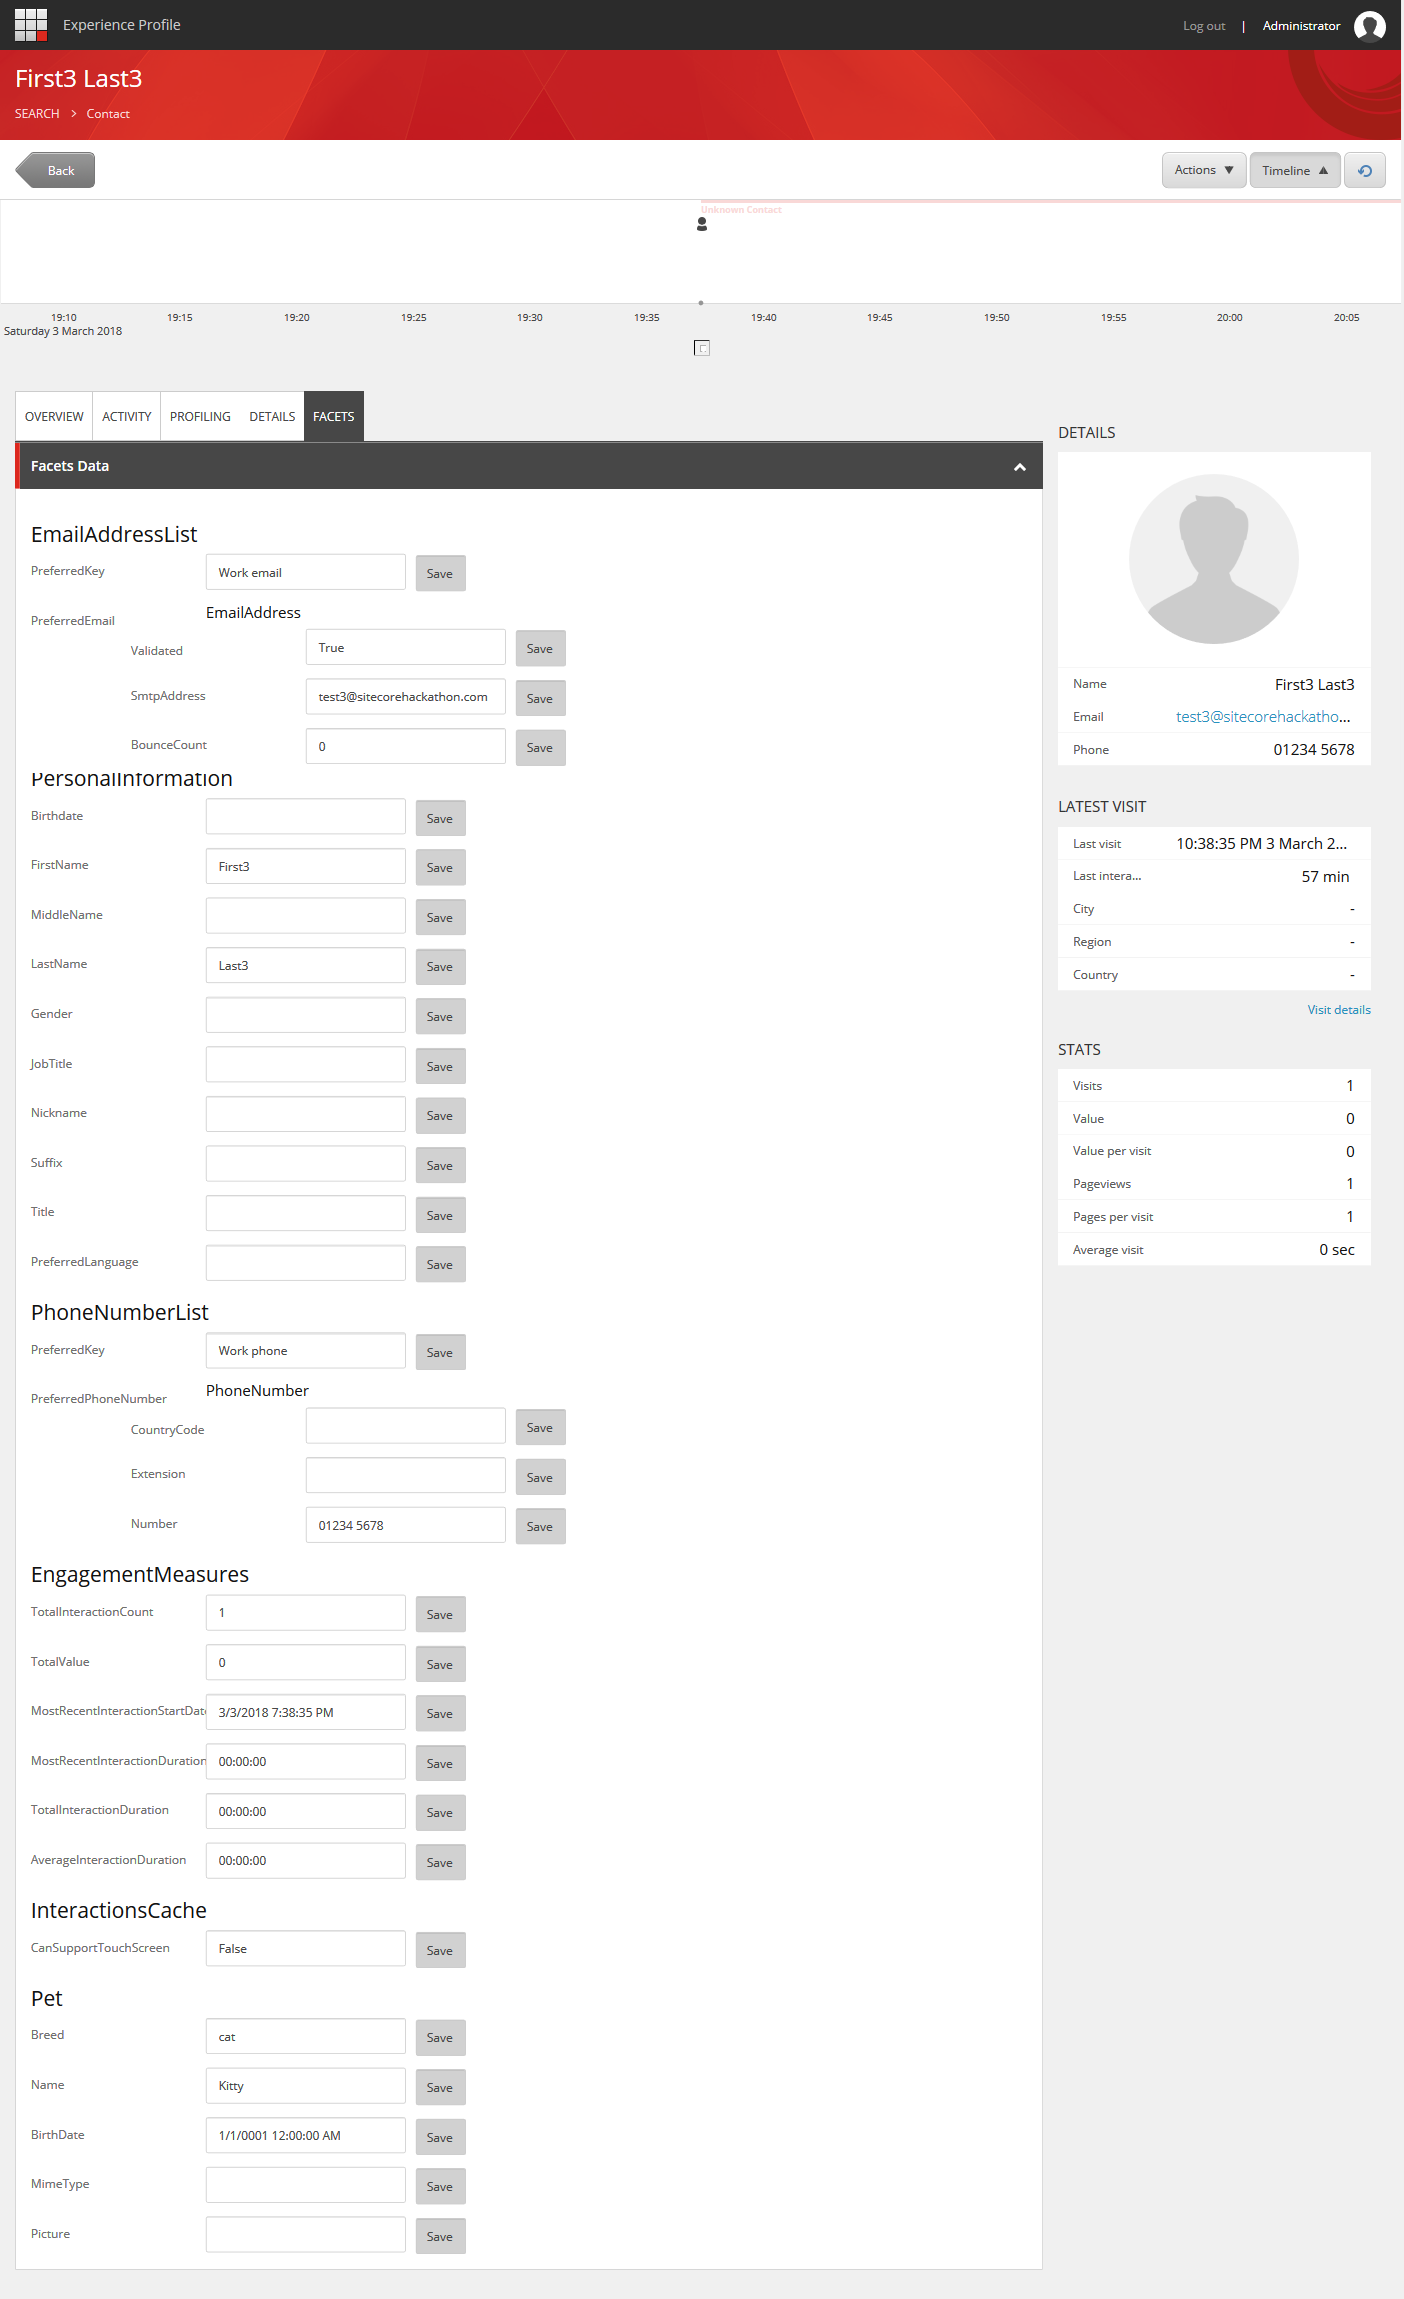 Experience Profile
Log out | Administrator
First3 Last3
SEARCH > Contact
Back
Actions ▼
Timeline ▲
Unknown Contact
19:10 19:15 19:20 19:25 19:30 19:35 19:40 19:45 19:50 19:55 20:00 20:05
Saturday 3 March 2018
OVERVIEW ACTIVITY PROFILING DETAILS FACETS
Facets Data
EmailAddressList
PreferredKey Work email Save
PreferredEmail EmailAddress
Validated True Save
SmtpAddress test3@sitecorehackathon.com Save
BounceCount 0 Save
PersonalInformation
Birthdate Save
FirstName First3 Save
MiddleName Save
LastName Last3 Save
Gender Save
JobTitle Save
Nickname Save
Suffix Save
Title Save
PreferredLanguage Save
PhoneNumberList
PreferredKey Work phone Save
PreferredPhoneNumber PhoneNumber
CountryCode Save
Extension Save
Number 01234 5678 Save
EngagementMeasures
TotalInteractionCount 1 Save
TotalValue 0 Save
MostRecentInteractionStartDat 3/3/2018 7:38:35 PM Save
MostRecentInteractionDuration 00:00:00 Save
TotalInteractionDuration 00:00:00 Save
AverageInteractionDuration 00:00:00 Save
InteractionsCache
CanSupportTouchScreen False Save
Pet
Breed cat Save
Name Kitty Save
BirthDate 1/1/0001 12:00:00 AM Save
MimeType Save
Picture Save
DETAILS
Name First3 Last3
Email test3@sitecorehackatho...
Phone 01234 5678
LATEST VISIT
Last visit 10:38:35 PM 3 March 2...
Last intera... 57 min
City -
Region -
Country -
Visit details
STATS
Visits 1
Value 0
Value per visit 0
Pageviews 1
Pages per visit 1
Average visit 0 sec